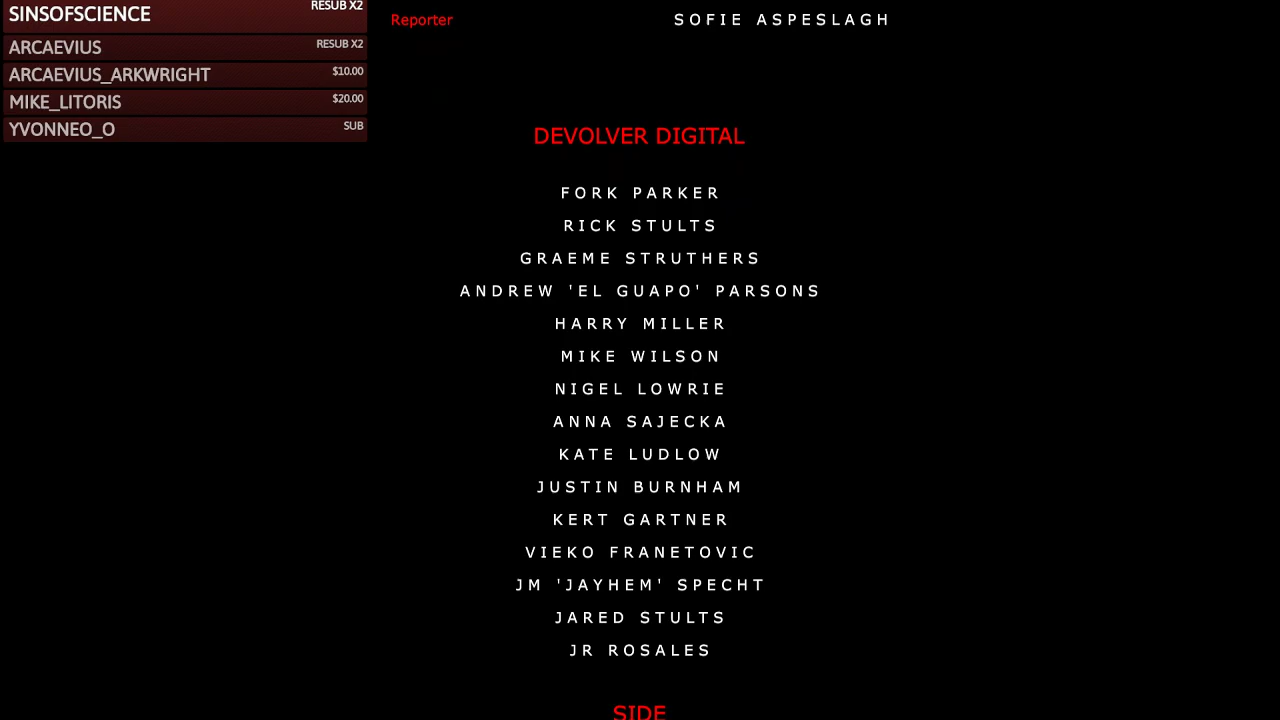 SINSOFSCIENCE RESUB X2
ARCAEVIUS RESUB X2
ARCAEVIUS_ARKWRIGHT $10.00
MIKE_LITORIS $20.00
YVONNEO_O SUB
Reporter SOFIE ASPESLAGH
DEVOLVER DIGITAL
FORK PARKER
RICK STULTS
GRAEME STRUTHERS
ANDREW 'EL GUAPO' PARSONS
HARRY MILLER
MIKE WILSON
NIGEL LOWRIE
ANNA SAJECKA
KATE LUDLOW
JUSTIN BURNHAM
KERT GARTNER
VIEKO FRANETOVIC
JM 'JAYHEM' SPECHT
JARED STULTS
JR ROSALES
SIDE